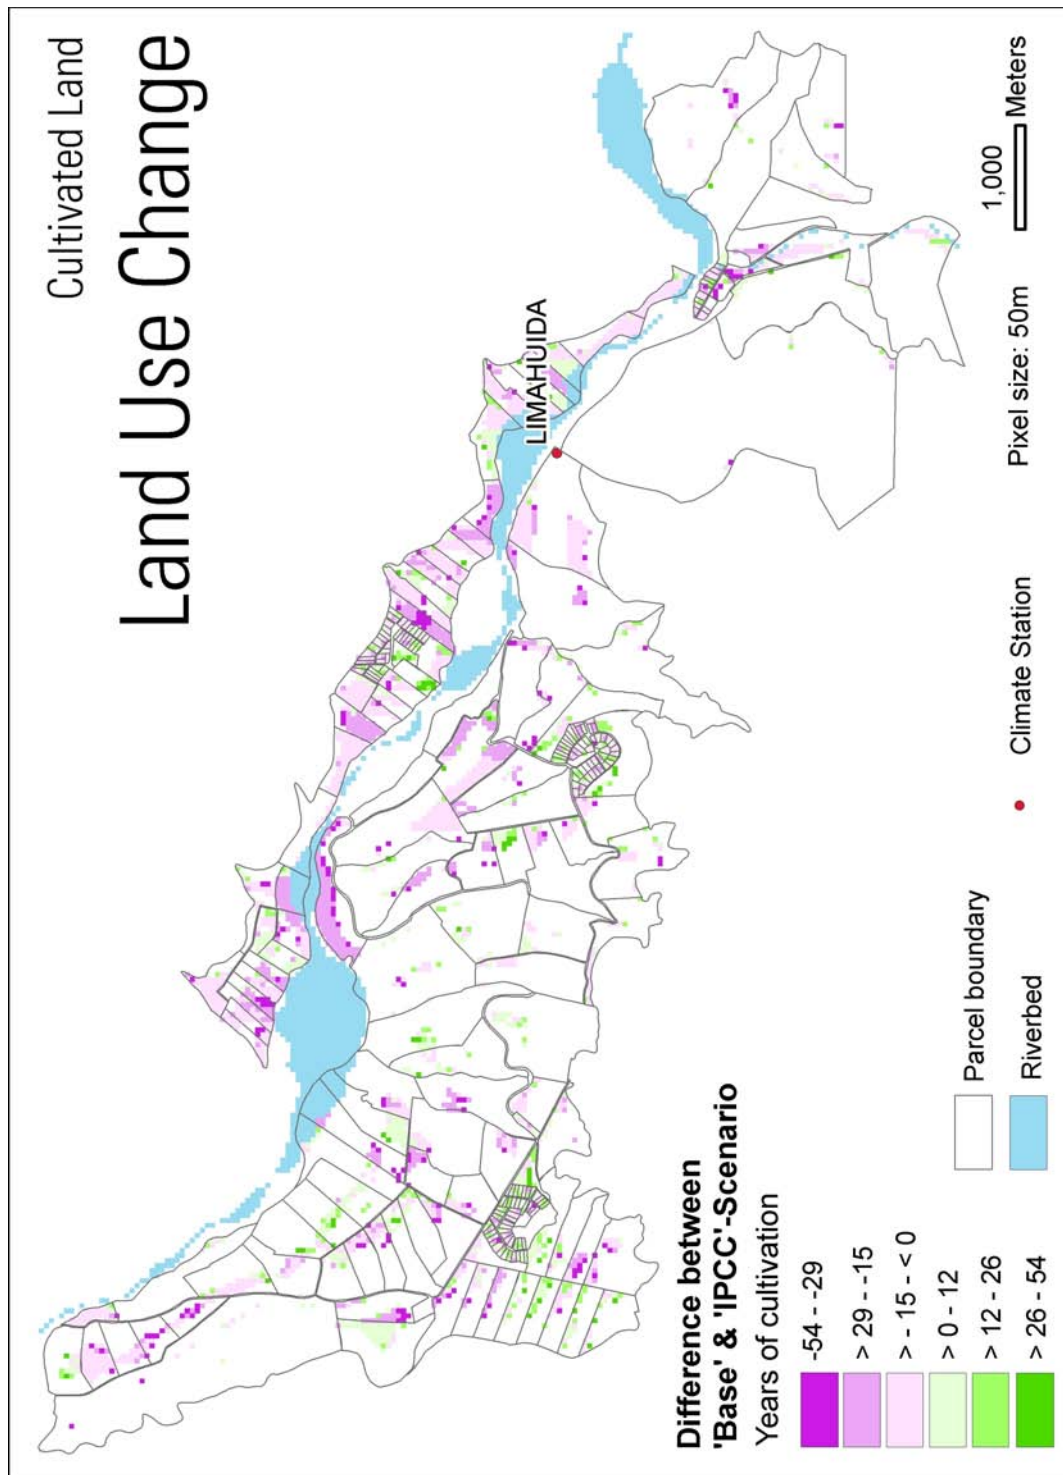 Cultivated Land
Land Use Change
LIMAHUIDA
Difference between
'Base' & 'IPCC'-Scenario
Years of cultivation
-54 - -29
> 29 - -15
> - 15 - < 0
> 0 - 12
> 12 - 26
> 26 - 54
Parcel boundary
Riverbed
Climate Station
Pixel size: 50m
1,000
Meters